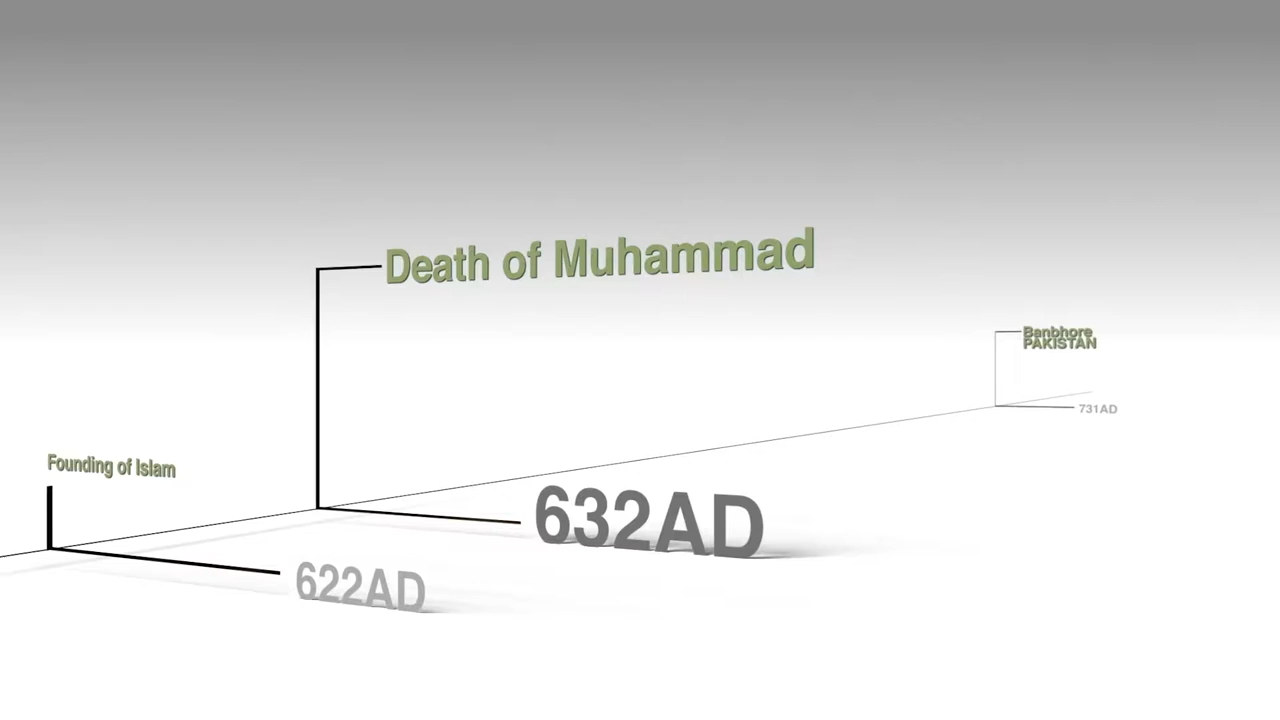 Death of Muhammad
Banbhore
PAKISTAN
731AD
Founding of Islam
632AD
622AD